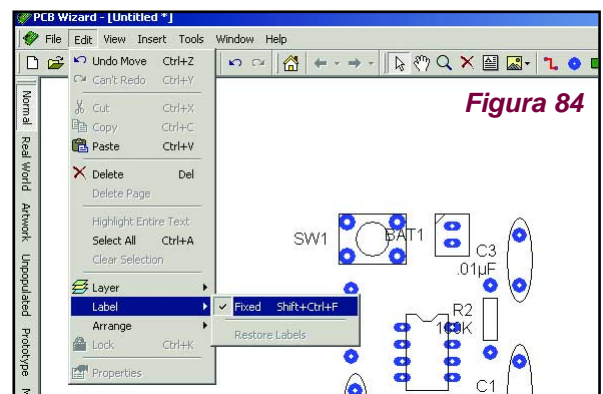 PCB Wizard - [Untitled *]
File Edit View Insert Tools Window Help
Undo Move Ctrl+Z
Can't Redo Ctrl+Y
Cut Ctrl+X
Copy Ctrl+C
Paste Ctrl+V
Delete Del
Delete Page
Highlight Entire Text
Select All Ctrl+A
Clear Selection
Layer
Label
Arrange
Lock Ctrl+K
Properties
Fixed Shift+Ctrl+F
Restore Labels
Normal
Real World
Artwork
Unpopulated
Prototype
Figura 84
SW1
BAT1
C3
.01µF
R2
C1